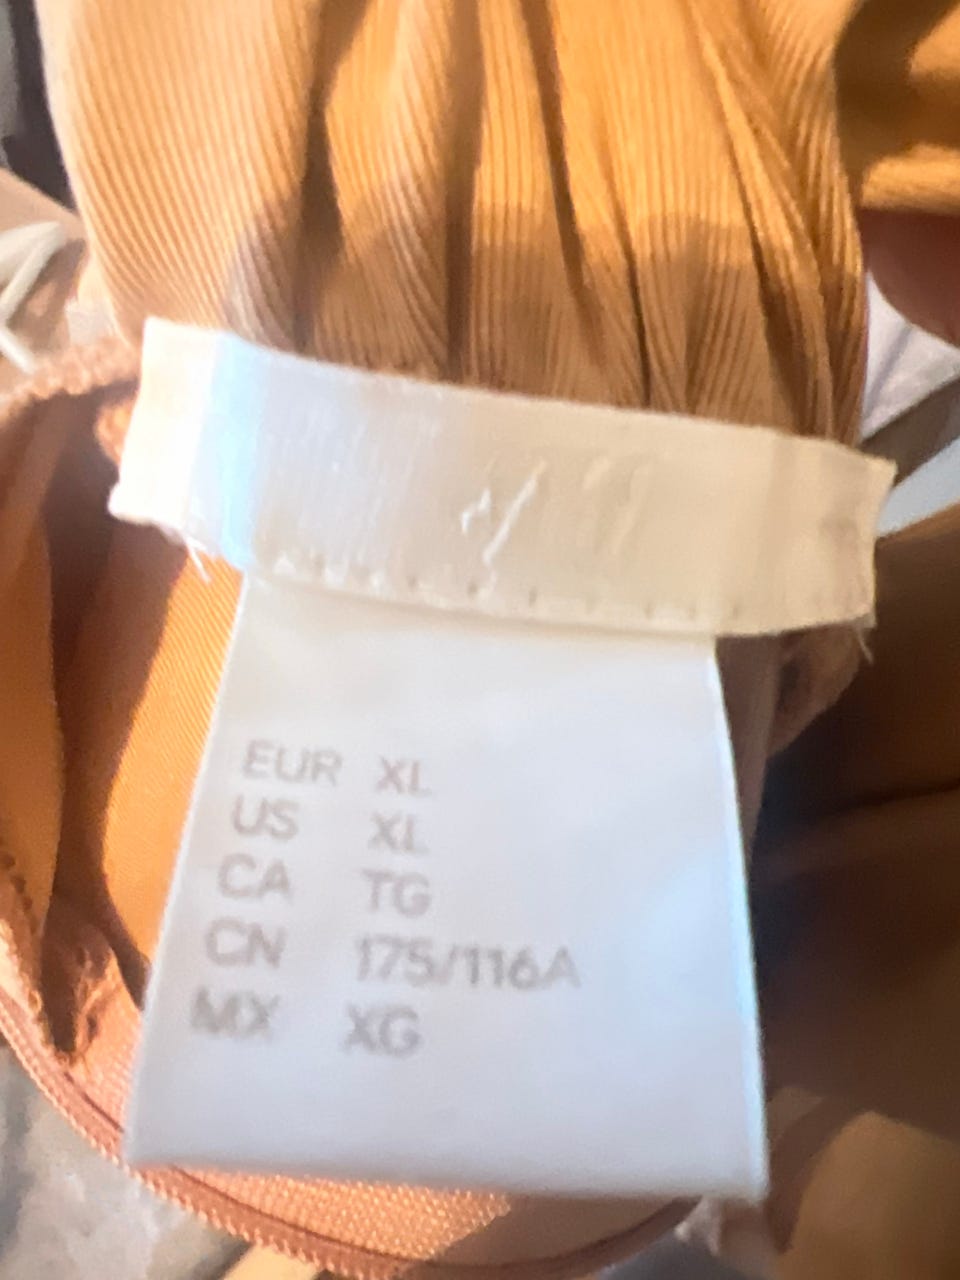 EUR XL
US XL
CA TG
CN 175/116A
MX XG